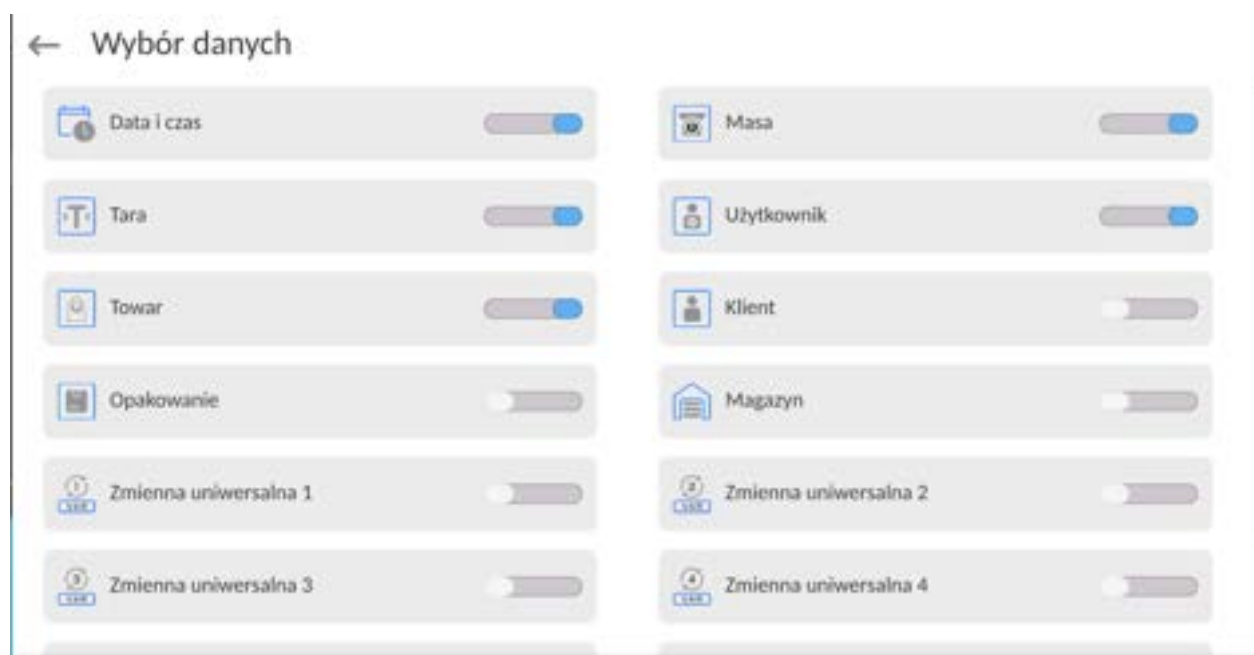 Wybór danych
Data i czas
Masa
Tara
Użytkownik
Towar
Klient
Opakowanie
Magazyn
Zmienna uniwersalna 1
Zmienna uniwersalna 2
Zmienna uniwersalna 3
Zmienna uniwersalna 4